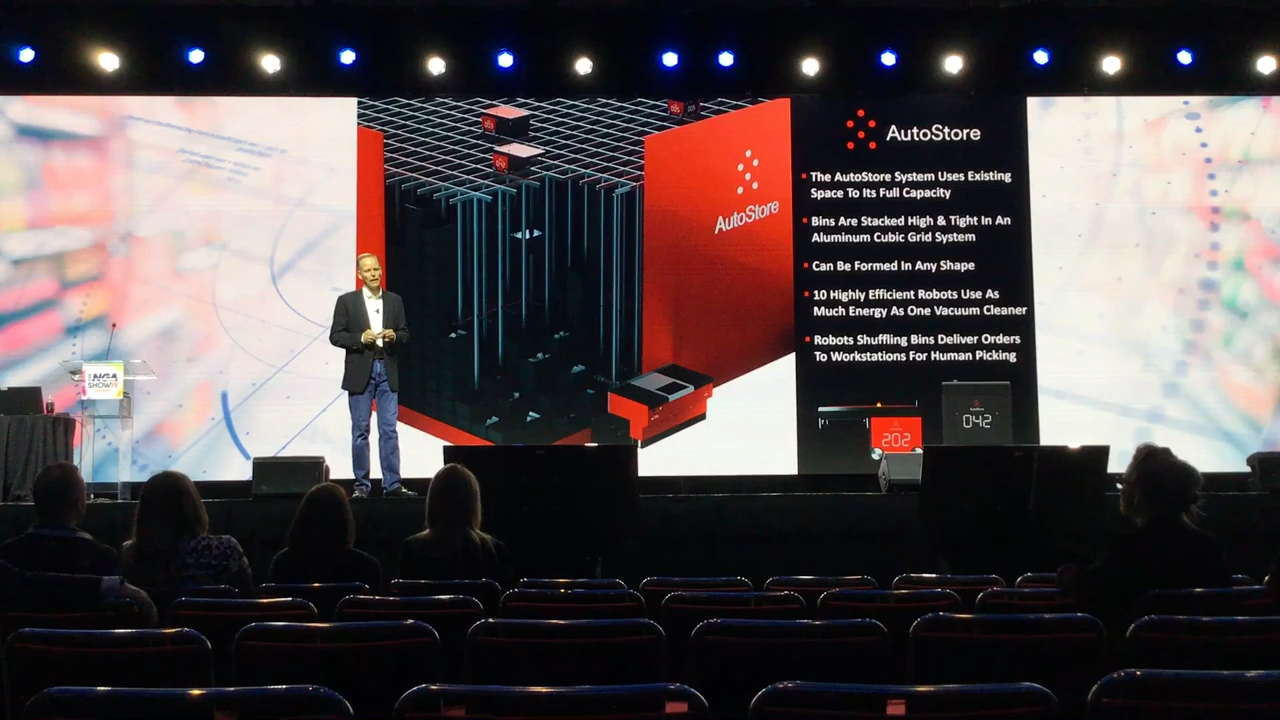 AutoStore
The AutoStore System Uses Existing
Space To Its Full Capacity
Bins Are Stacked High & Tight In An
Aluminum Cubic Grid System
Can Be Formed In Any Shape
10 Highly Efficient Robots Use As
Much Energy As One Vacuum Cleaner
Robots Shuffling Bins Deliver Orders
To Workstations For Human Picking
AutoStore
202
042
NGA
SHOW19